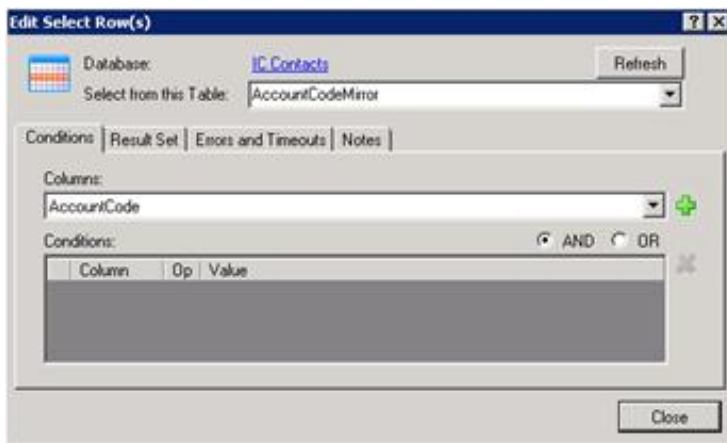 Edit Select Row(s)
Database: IC Contacts Refresh
Select from this Table: AccountCodeMirror
Conditions Result Set Errors and Timeouts Notes
Columns:
AccountCode
Conditions: AND OR
Column Op Value
Close